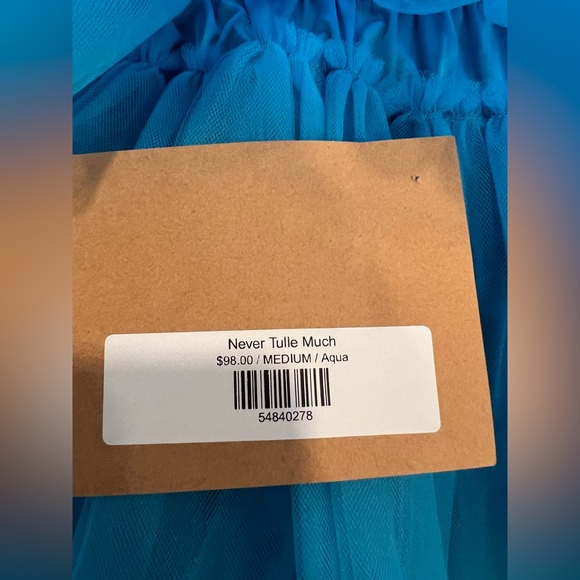 Never Tulle Much
$98.00 / MEDIUM / Aqua
54840278